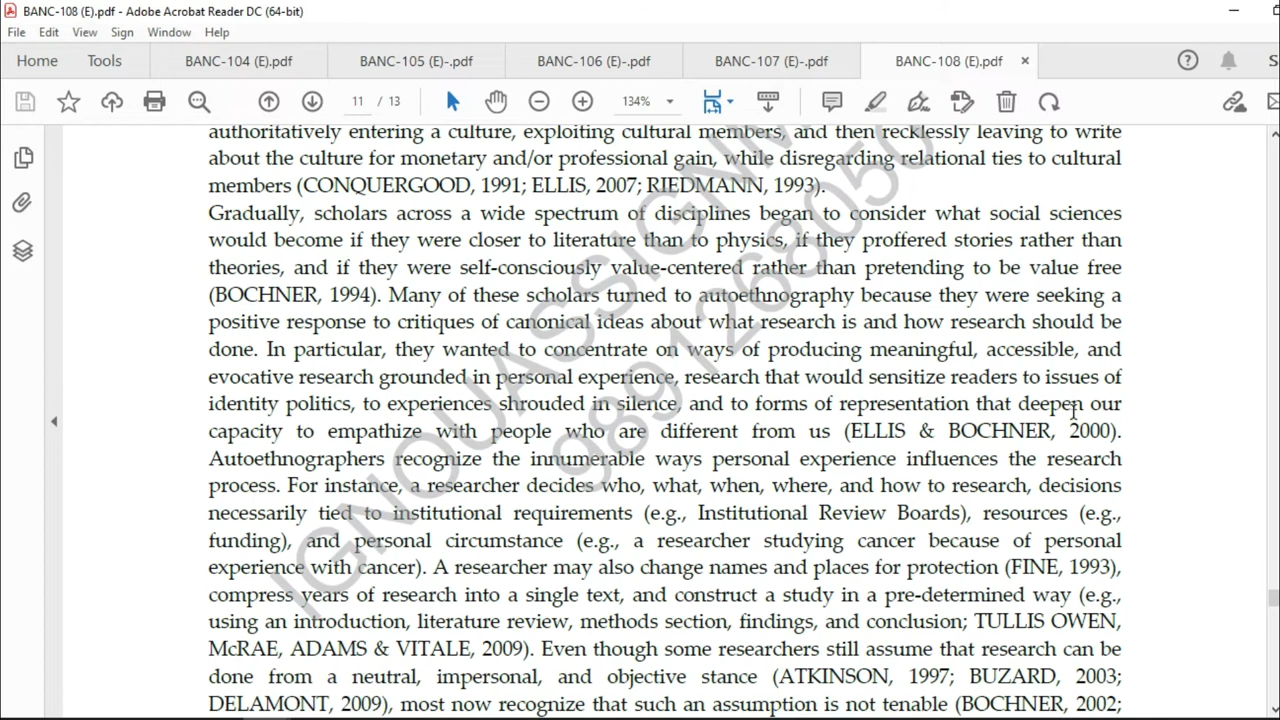 BANC-108 (E).pdf - Adobe Acrobat Reader DC (64-bit)
File Edit View Sign Window Help
Home Tools BANC-104 (E).pdf BANC-105 (E)-.pdf BANC-106 (E)-.pdf BANC-107 (E)-.pdf BANC-108 (E).pdf × ?
11 / 13 134%
authoritatively entering a culture, exploiting cultural members, and then recklessly leaving to write
about the culture for monetary and/or professional gain, while disregarding relational ties to cultural
members (CONQUERGOOD, 1991; ELLIS, 2007; RIEDMANN, 1993).
Gradually, scholars across a wide spectrum of disciplines began to consider what social sciences
would become if they were closer to literature than to physics, if they proffered stories rather than
theories, and if they were self-consciously value-centered rather than pretending to be value free
(BOCHNER, 1994). Many of these scholars turned to autoethnography because they were seeking a
positive response to critiques of canonical ideas about what research is and how research should be
done. In particular, they wanted to concentrate on ways of producing meaningful, accessible, and
evocative research grounded in personal experience, research that would sensitize readers to issues of
identity politics, to experiences shrouded in silence, and to forms of representation that deepen our
capacity to empathize with people who are different from us (ELLIS & BOCHNER, 2000).
Autoethnographers recognize the innumerable ways personal experience influences the research
process. For instance, a researcher decides who, what, when, where, and how to research, decisions
necessarily tied to institutional requirements (e.g., Institutional Review Boards), resources (e.g.,
funding), and personal circumstance (e.g., a researcher studying cancer because of personal
experience with cancer). A researcher may also change names and places for protection (FINE, 1993),
compress years of research into a single text, and construct a study in a pre-determined way (e.g.,
using an introduction, literature review, methods section, findings, and conclusion; TULLIS OWEN,
McRAE, ADAMS & VITALE, 2009). Even though some researchers still assume that research can be
done from a neutral, impersonal, and objective stance (ATKINSON, 1997; BUZARD, 2003;
DELAMONT, 2009), most now recognize that such an assumption is not tenable (BOCHNER, 2002;